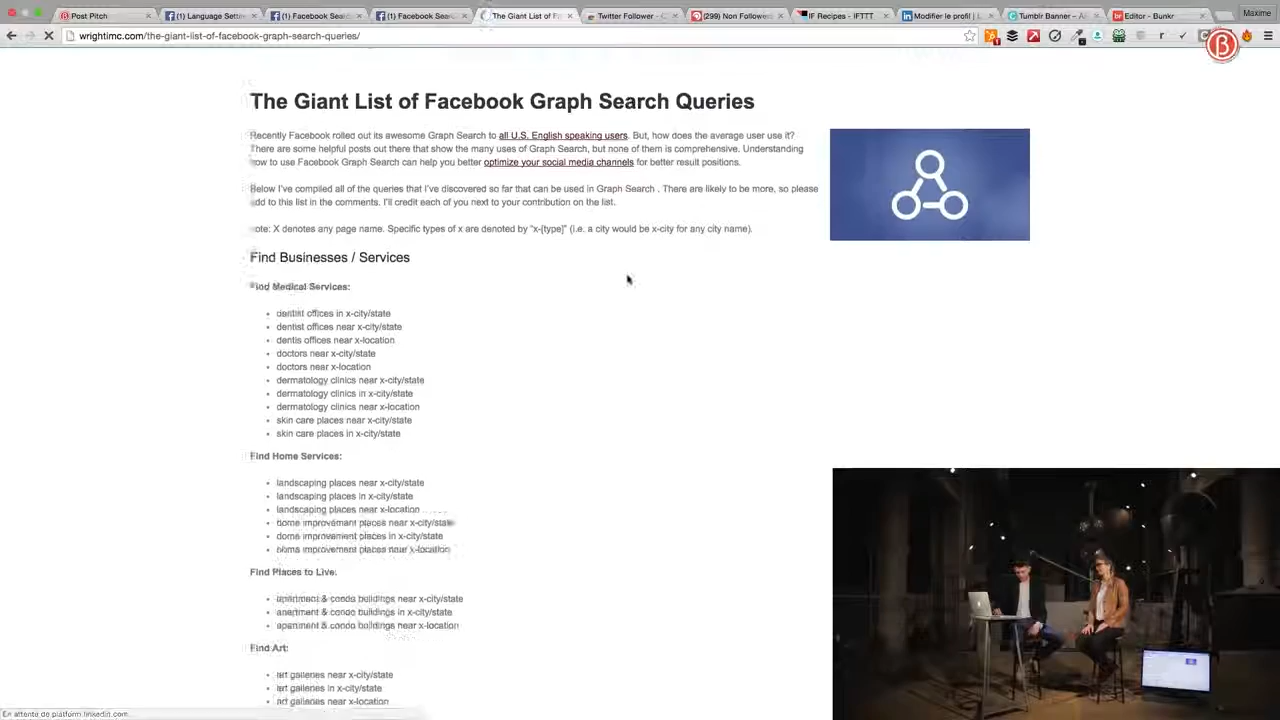 Post Pitch
(1) Language Sett
(1) Facebook Sea
(1) Facebook Sear
The Giant List of F
Twitter Follower - C
(299) Non Followed
IF Recipes - IFTTT
Modifier le profil | L
Tumblr Banner – A
Editor - Bunkr
Maxime
wrightimc.com/the-giant-list-of-facebook-graph-search-queries/
The Giant List of Facebook Graph Search Queries
Recently Facebook rolled out its awesome Graph Search to all U.S. English speaking users. But, how does the average user use it?
There are some helpful posts out there that show the many uses of Graph Search, but none of them is comprehensive. Understanding
how to use Facebook Graph Search can help you better optimize your social media channels for better result positions.
Below I've compiled all of the queries that I've discovered so far that can be used in Graph Search . There are likely to be more, so please
add to this list in the comments. I'll credit each of you next to your contribution on the list.
ote: X denotes any page name. Specific types of x are denoted by "x-[type]" (i.e. a city would be x-city for any city name).
Find Businesses / Services
Find Medical Services:
dentist offices in x-city/state
dentist offices near x-city/state
dentis offices near x-location
doctors near x-city/state
doctors near x-location
dermatology clinics near x-city/state
dermatology clinics in x-city/state
dermatology clinics near x-location
skin care places near x-city/state
skin care places in x-city/state
Find Home Services:
landscaping places near x-city/state
landscaping places in x-city/state
landscaping places near x-location
home improvement places near x-city/state
home improvement places in x-city/state
home improvement places near x-location
Find Places to Live:
apartment & condo buildings near x-city/state
apartment & condo buildings in x-city/state
apartment & condo buildings near x-location
Find Art:
art galleries near x-city/state
art galleries in x-city/state
art galleries near x-location
En attente de platform.linkedin.com...